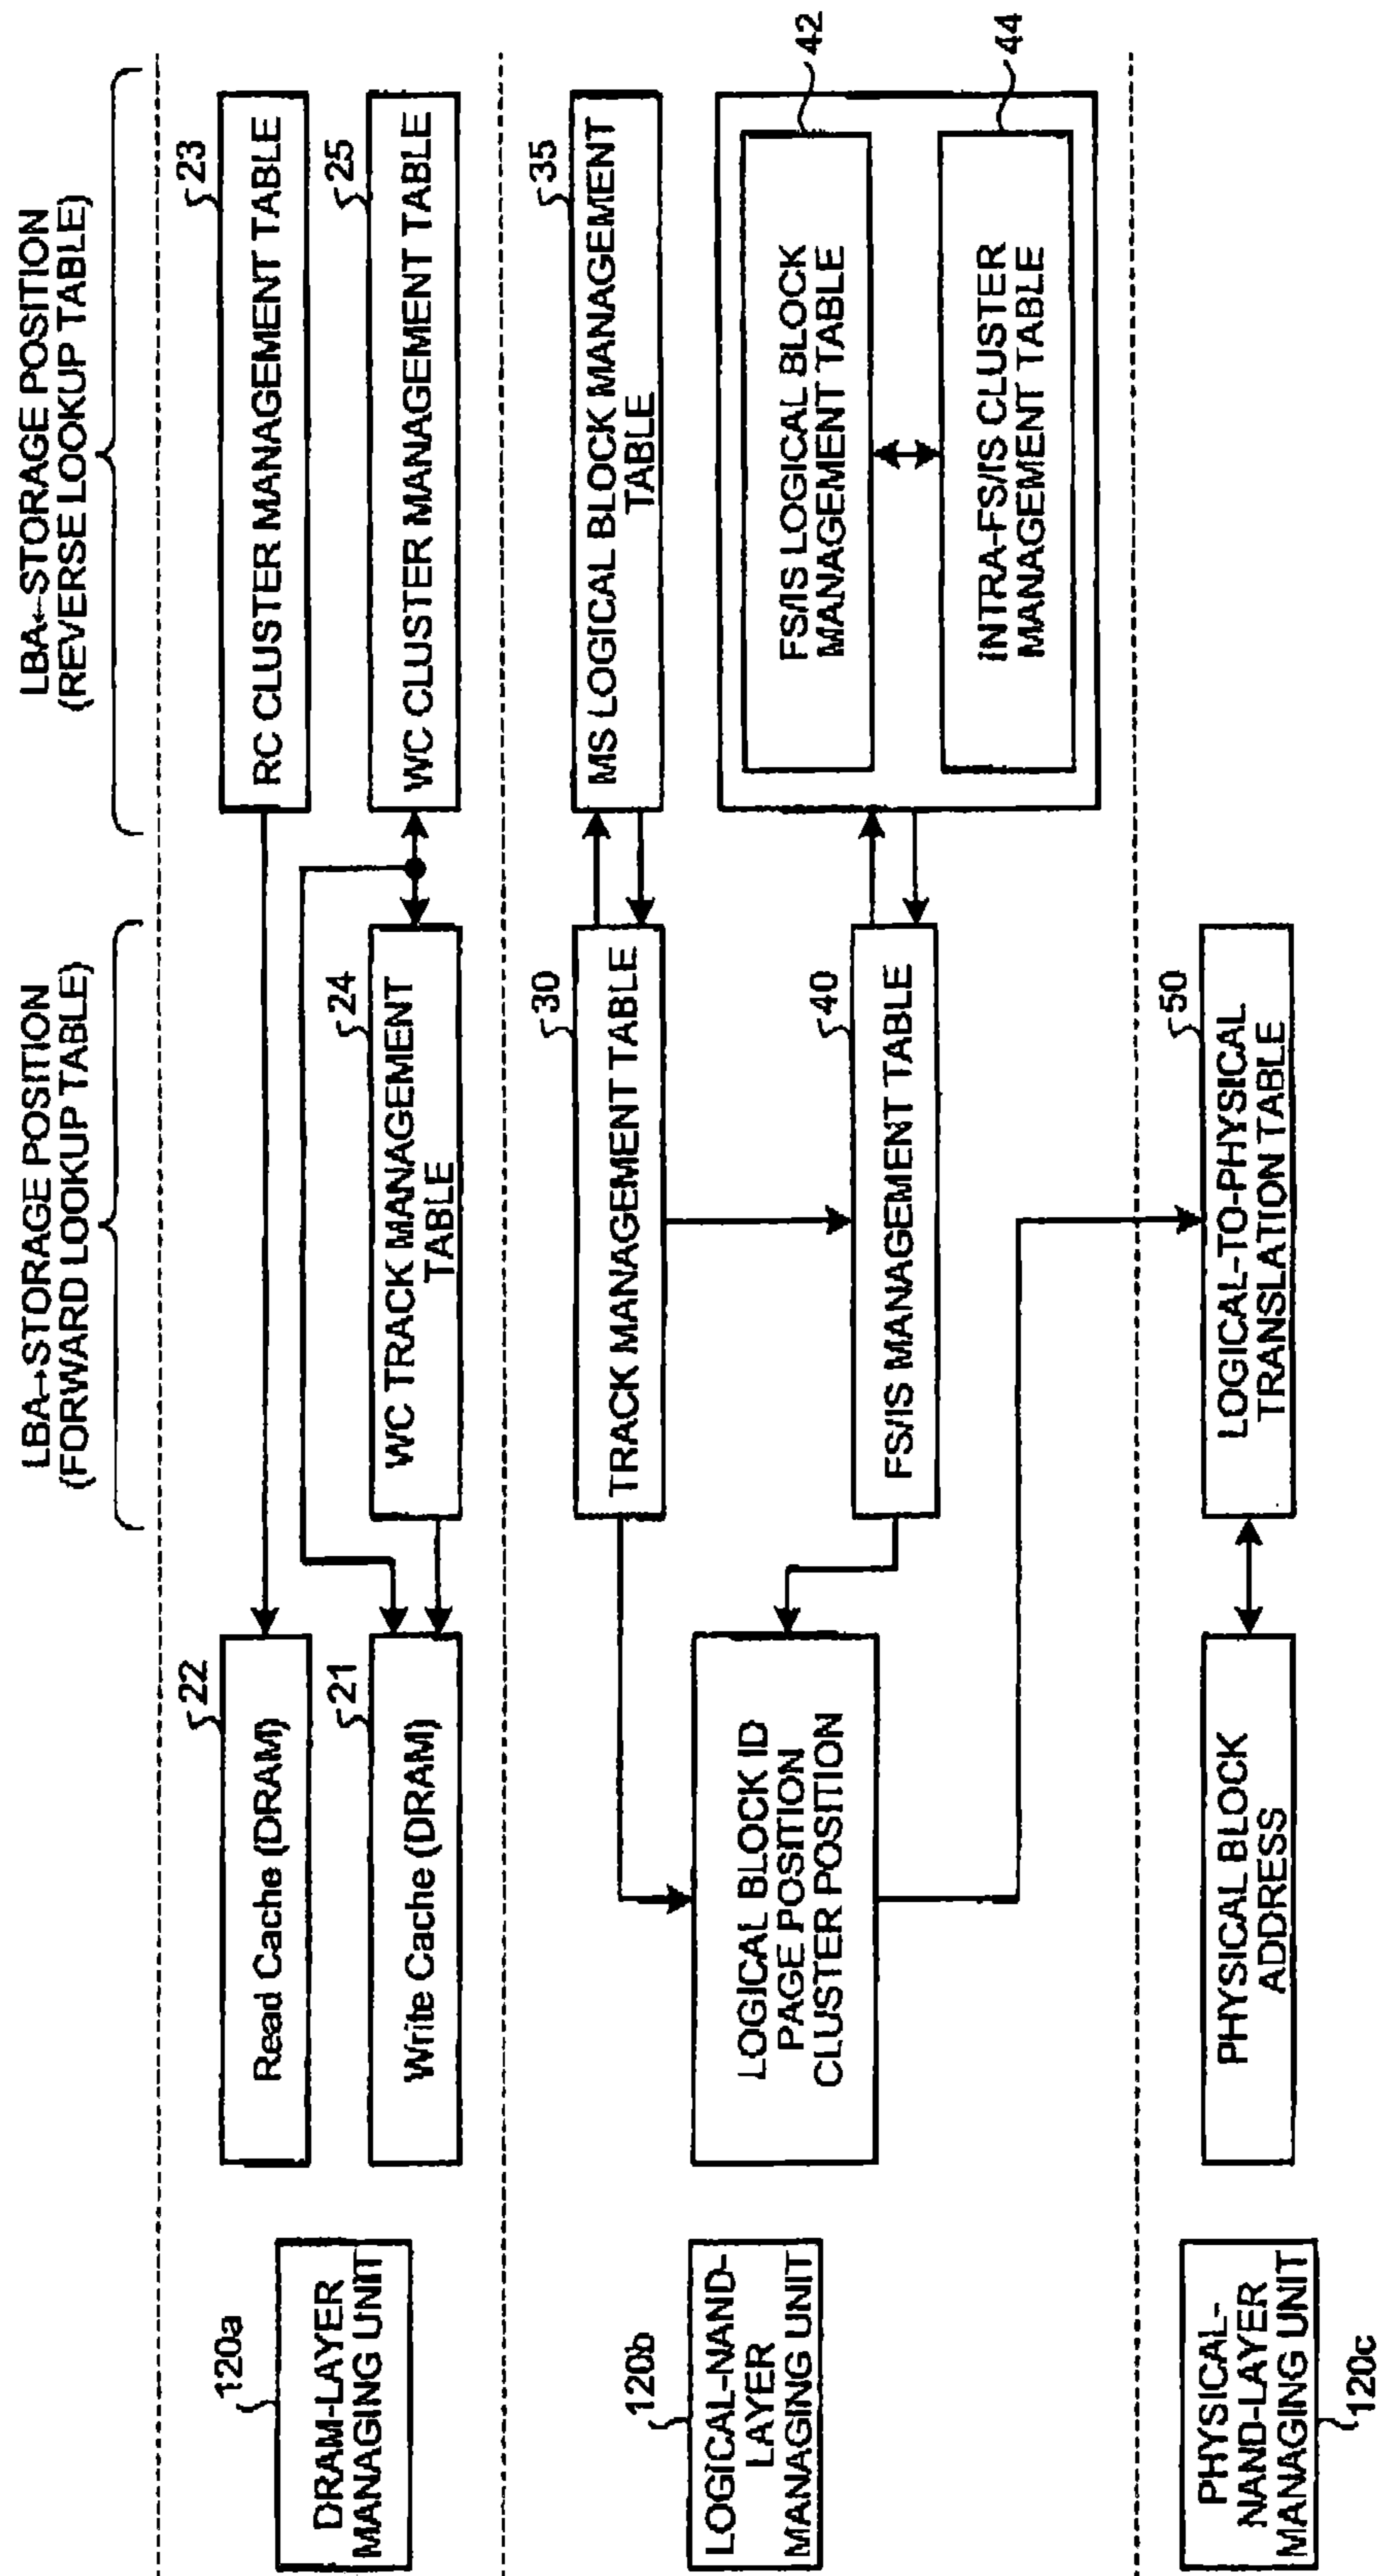 LBA→STORAGE POSITION
(FORWARD LOOKUP TABLE)
LBA←STORAGE POSITION
(REVERSE LOOKUP TABLE)
120a
DRAM-LAYER
MANAGING UNIT
22
Read Cache (DRAM)
23
RC CLUSTER MANAGEMENT TABLE
21
Write Cache (DRAM)
24
WC TRACK MANAGEMENT
TABLE
25
WC CLUSTER MANAGEMENT TABLE
120b
LOGICAL-NAND-
LAYER
MANAGING UNIT
LOGICAL BLOCK ID
PAGE POSITION
CLUSTER POSITION
30
TRACK MANAGEMENT TABLE
35
MS LOGICAL BLOCK MANAGEMENT
TABLE
40
FS/IS MANAGEMENT TABLE
42
FS/IS LOGICAL BLOCK
MANAGEMENT TABLE
44
INTRA-FS/IS CLUSTER
MANAGEMENT TABLE
PHYSICAL-
NAND-LAYER
MANAGING UNIT
120c
PHYSICAL BLOCK
ADDRESS
50
LOGICAL-TO-PHYSICAL
TRANSLATION TABLE